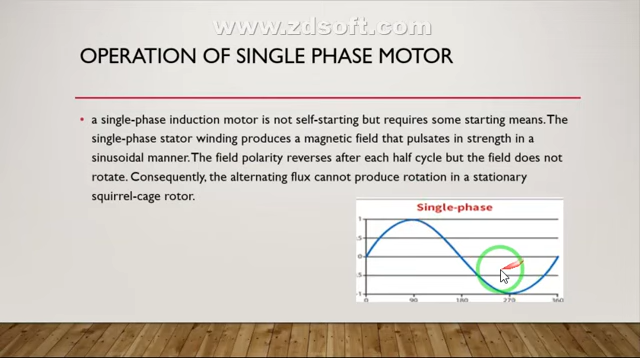 www.zdsoft.com
OPERATION OF SINGLE PHASE MOTOR
• a single-phase induction motor is not self-starting but requires some starting means. The
single-phase stator winding produces a magnetic field that pulsates in strength in a
sinusoidal manner. The field polarity reverses after each half cycle but the field does not
rotate. Consequently, the alternating flux cannot produce rotation in a stationary
squirrel-cage rotor.
Single-phase
1
.5
0
-.5
-1
0 90 180 270 360